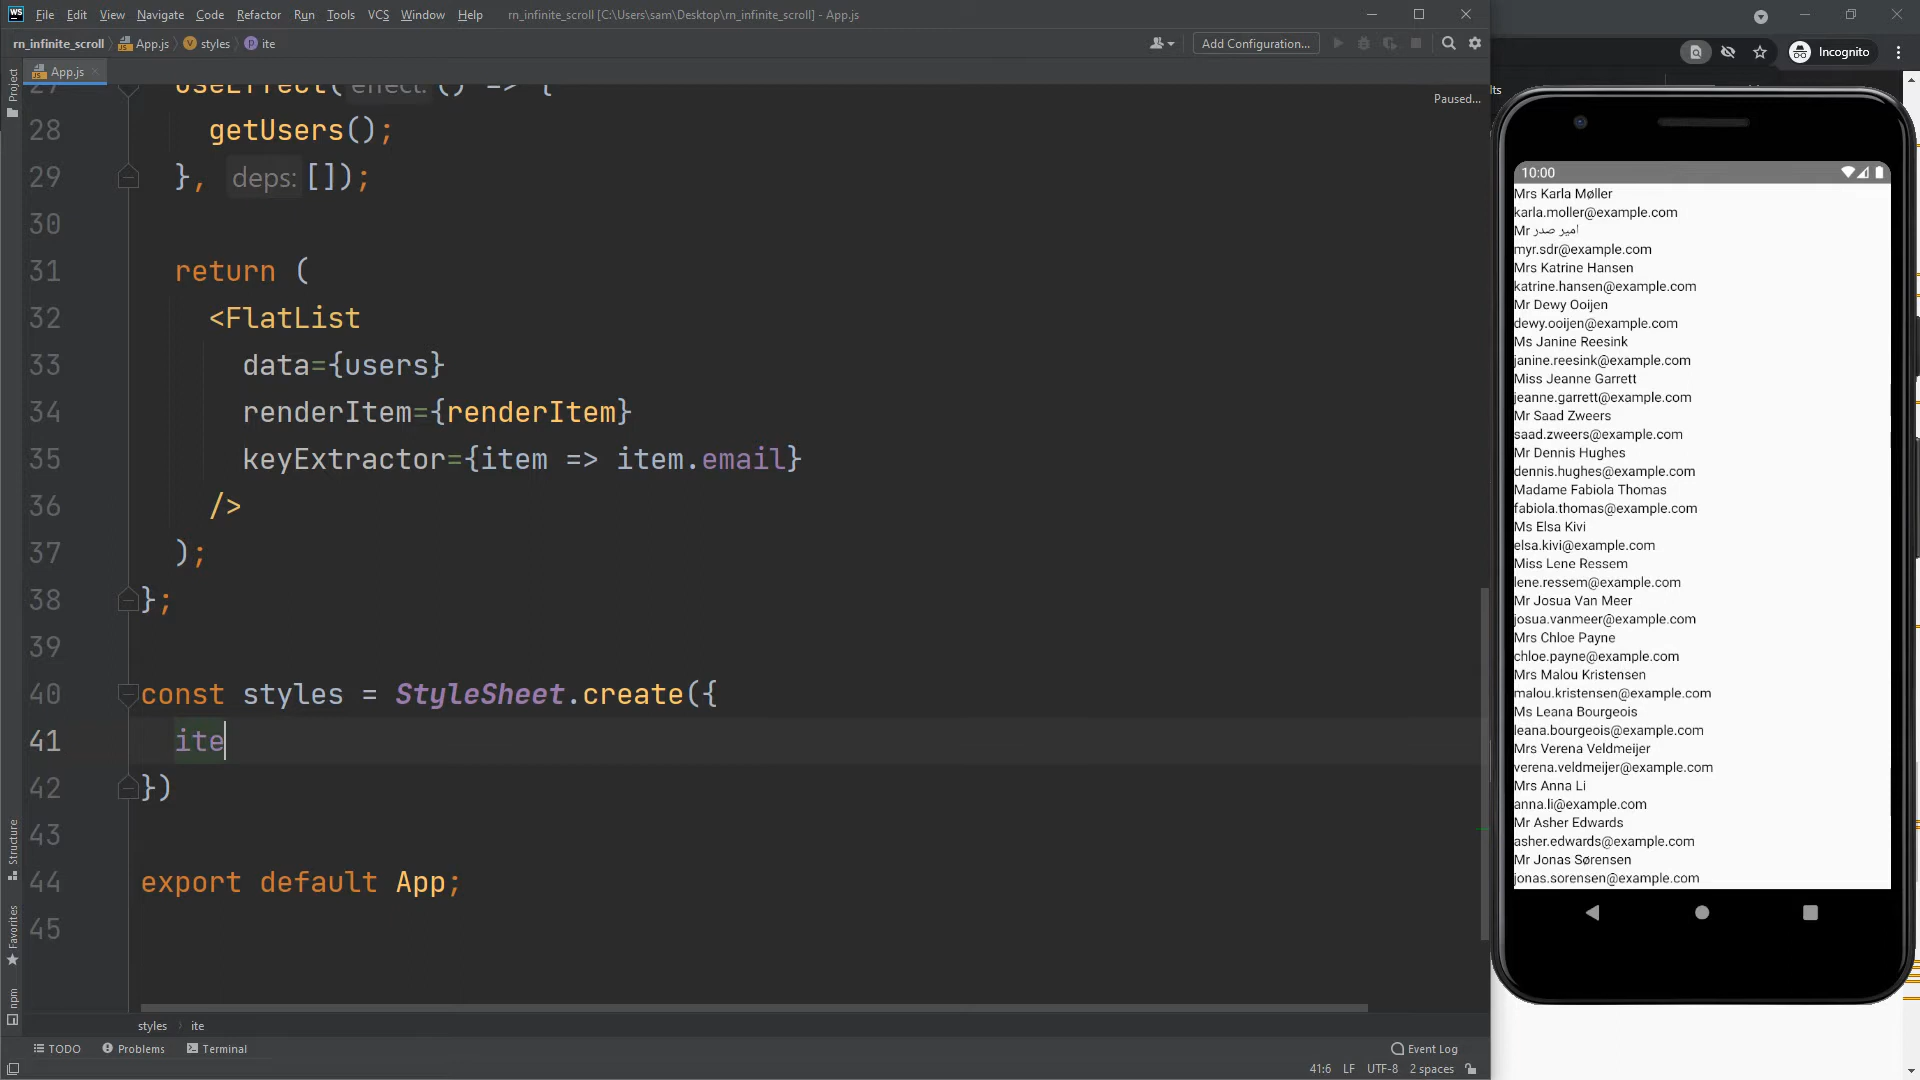 WS File Edit View Navigate Code Refactor Run Tools VCS Window Help rn_infinite_scroll [C:\Users\sam\Desktop\rn_infinite_scroll] - App.js
rn_infinite_scroll App.js styles ite Add Configuration... Incognito
App.js
Project
Paused...
lts
27 useEffect( effect: () => {
28 getUsers();
29 }, deps: []);
30
31 return (
32 <FlatList
33 data={users}
34 renderItem={renderItem}
35 keyExtractor={item => item.email}
36 />
37 );
38 };
39
40 const styles = StyleSheet.create({
41 ite
42 })
43
44 export default App;
45
Structure
Favorites
npm
styles ite
TODO Problems Terminal Event Log
41:6 LF UTF-8 2 spaces
10:00
Mrs Karla Møller
karla.moller@example.com
Mr امیر صدر
myr.sdr@example.com
Mrs Katrine Hansen
katrine.hansen@example.com
Mr Dewy Ooijen
dewy.ooijen@example.com
Ms Janine Reesink
janine.reesink@example.com
Miss Jeanne Garrett
jeanne.garrett@example.com
Mr Saad Zweers
saad.zweers@example.com
Mr Dennis Hughes
dennis.hughes@example.com
Madame Fabiola Thomas
fabiola.thomas@example.com
Ms Elsa Kivi
elsa.kivi@example.com
Miss Lene Ressem
lene.ressem@example.com
Mr Josua Van Meer
josua.vanmeer@example.com
Mrs Chloe Payne
chloe.payne@example.com
Mrs Malou Kristensen
malou.kristensen@example.com
Ms Leana Bourgeois
leana.bourgeois@example.com
Mrs Verena Veldmeijer
verena.veldmeijer@example.com
Mrs Anna Li
anna.li@example.com
Mr Asher Edwards
asher.edwards@example.com
Mr Jonas Sørensen
jonas.sorensen@example.com